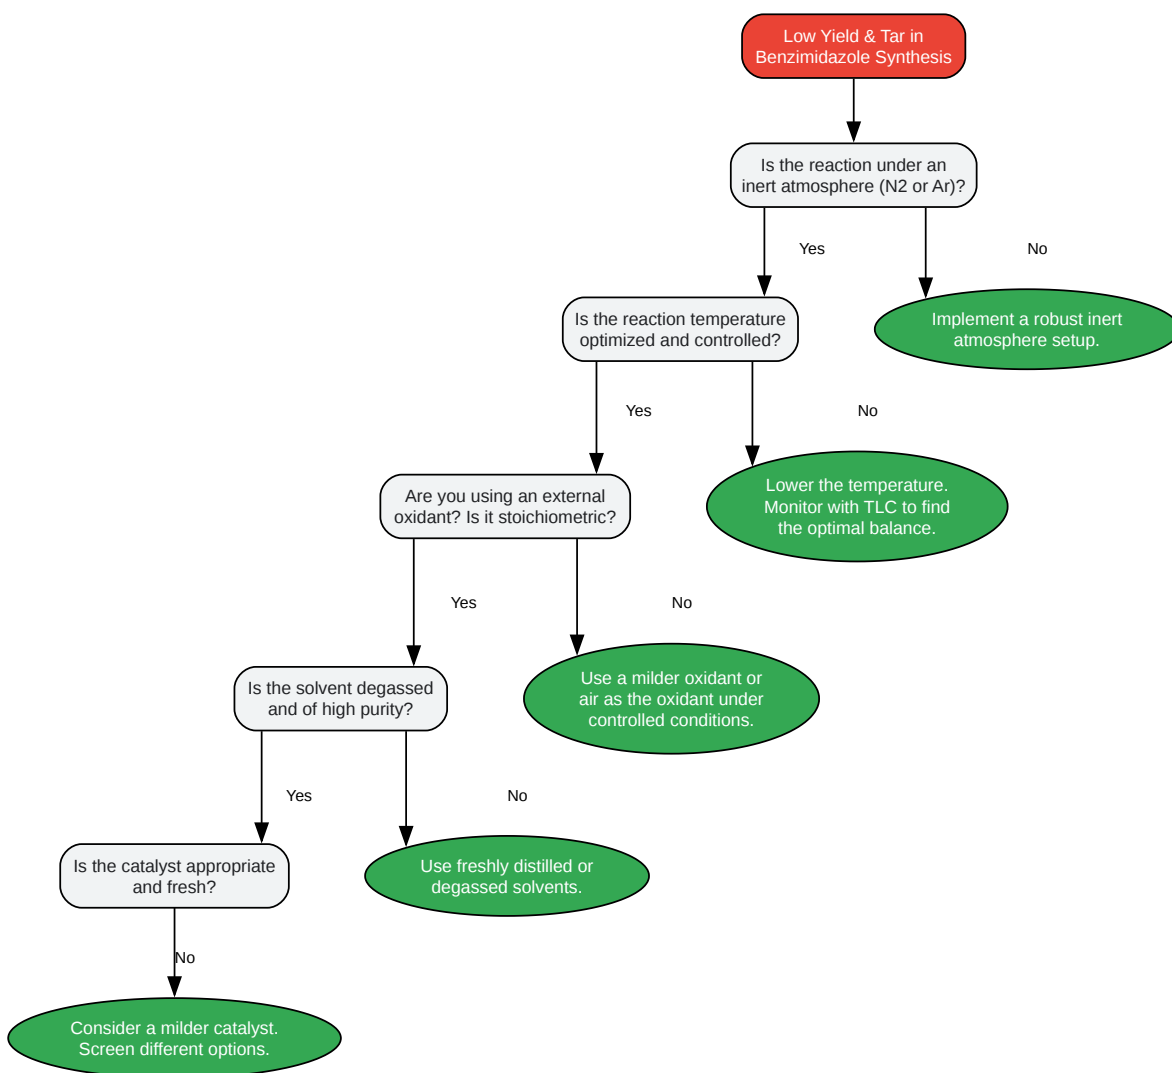 Low Yield & Tar in
Benzimidazole Synthesis
Is the reaction under an
inert atmosphere (N2 or Ar)?
Yes
No
Is the reaction temperature
optimized and controlled?
Implement a robust inert
atmosphere setup.
Yes
No
Are you using an external
oxidant? Is it stoichiometric?
Lower the temperature.
Monitor with TLC to find
the optimal balance.
Yes
No
Is the solvent degassed
and of high purity?
Use a milder oxidant or
air as the oxidant under
controlled conditions.
Yes
No
Is the catalyst appropriate
and fresh?
Use freshly distilled or
degassed solvents.
No
Consider a milder catalyst.
Screen different options.